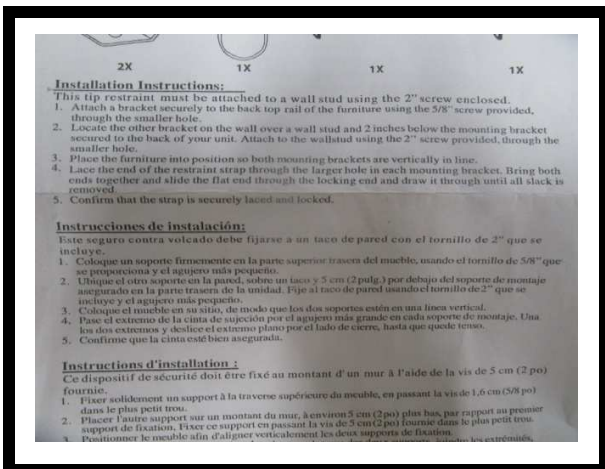 2X 1X 1X 1X
Installation Instructions:
This tip restraint must be attached to a wall stud using the 2" screw enclosed.
1. Attach a bracket securely to the back top rail of the furniture using the 5/8" screw provided,
through the smaller hole.
2. Locate the other bracket on the wall over a wall stud and 2 inches below the mounting bracket
secured to the back of your unit. Attach to the wallstud using the 2" screw provided, through the
smaller hole.
3. Place the furniture into position so both mounting brackets are vertically in line.
4. Lace the end of the restraint strap through the larger hole in each mounting bracket. Bring both
ends together and slide the flat end through the locking end and draw it through until all slack is
removed.
5. Confirm that the strap is securely laced and locked.
Instrucciones de instalación:
Este seguro contra volcado debe fijarse a un taco de pared con el tornillo de 2" que se
incluye.
1. Coloque un soporte firmemente en la parte superior trasera del mueble, usando el tornillo de 5/8" que
se proporciona y el agujero más pequeño.
2. Ubique el otro soporte en la pared, sobre un taco y 5 cm (2 pulg.) por debajo del soporte de montaje
asegurado en la parte trasera de la unidad. Fije al taco de pared usando el tornillo de 2" que se
incluye y el agujero más pequeño.
3. Coloque el mueble en su sitio, de modo que los dos soportes estén en una línea vertical.
4. Pase el extremo de la cinta de sujeción por el agujero más grande en cada soporte de montaje. Una
los dos extremos y deslice el extremo plano por el lado de cierre, hasta que quede tenso.
5. Confirme que la cinta esté bien asegurada.
Instructions d'installation :
Ce dispositif de sécurité doit être fixé au montant d'un mur à l'aide de la vis de 5 cm (2 po)
fournie.
1. Fixer solidement un support à la traverse supérieure du meuble, en passant la vis de 1,6 cm (5/8 po)
dans le plus petit trou.
2. Placer l'autre support sur un montant du mur, à environ 5 cm (2 po) plus bas, par rapport au premier
support de fixation. Fixer ce support en passant la vis de 5 cm (2 po) fournie dans le plus petit trou.
3. Positionner le meuble afin d'aligner verticalement les deux supports de fixation.
les extrémités,